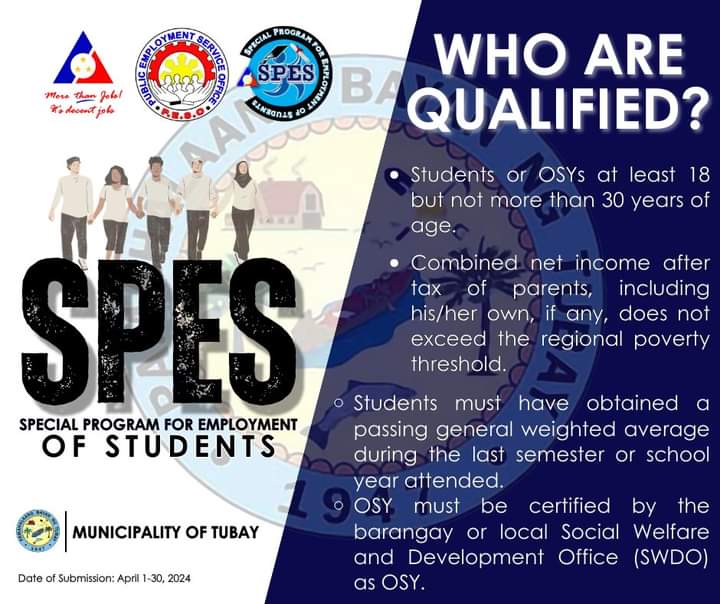 More than Jobs!
It's decent jobs
PUBLIC EMPLOYMENT SERVICE OFFICE
P.E.S.O.
SPECIAL PROGRAM FOR EMPLOYMENT OF STUDENTS
SPES
SPES
SPECIAL PROGRAM FOR EMPLOYMENT
OF STUDENTS
MUNICIPALITY OF TUBAY
Date of Submission: April 1-30, 2024
WHO ARE
QUALIFIED?
• Students or OSYs at least 18
but not more than 30 years of
age.
• Combined net income after
tax of parents, including
his/her own, if any, does not
exceed the regional poverty
threshold.
○ Students must have obtained a
passing general weighted average
during the last semester or school
year attended.
○ OSY must be certified by the
barangay or local Social Welfare
and Development Office (SWDO)
as OSY.
BAYAN NG TUBAY
1947